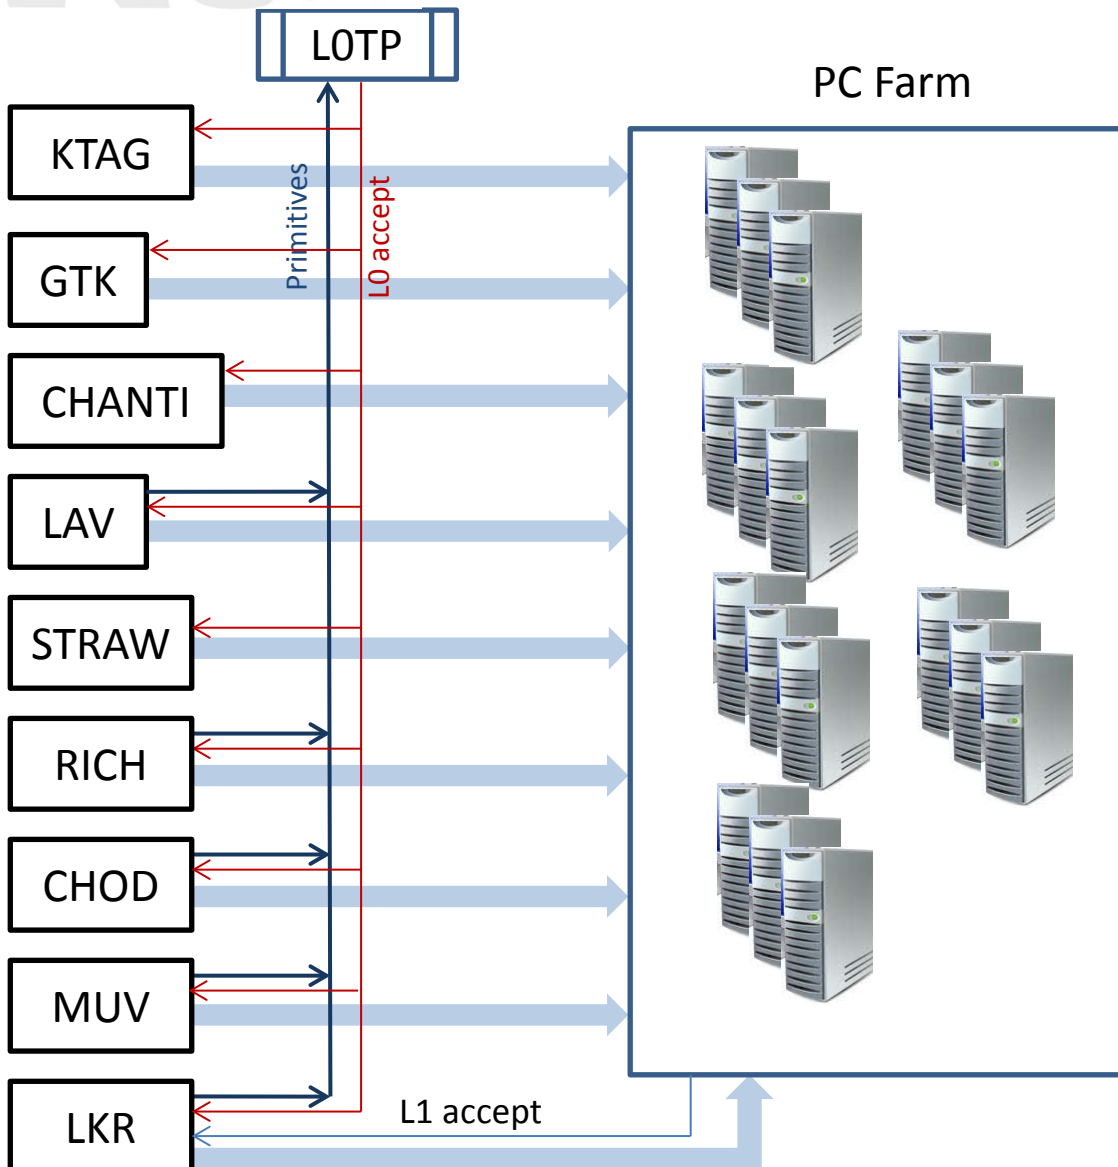 L0TP
PC Farm
KTAG
Primitives
L0 accept
GTK
CHANTI
LAV
STRAW
RICH
CHOD
MUV
LKR
L1 accept